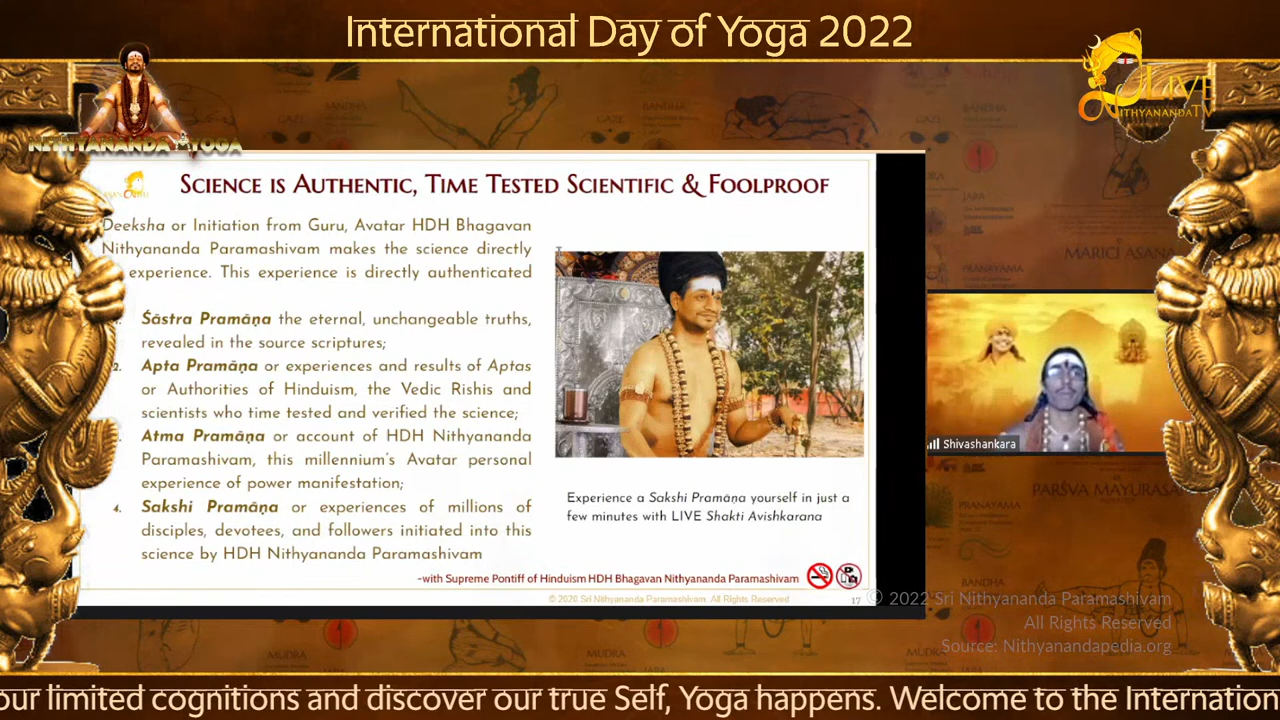 International Day of Yoga 2022
LIVE
NITHYANANDA TV
NITHYANANDA YOGA
SCIENCE IS AUTHENTIC, TIME TESTED SCIENTIFIC & FOOLPROOF
Deeksha or Initiation from Guru, Avatar HDH Bhagavan
Nithyananda Paramashivam makes the science directly
experience. This experience is directly authenticated
Śāstra Pramāṇa the eternal, unchangeable truths,
revealed in the source scriptures;
2. Apta Pramāṇa or experiences and results of Aptas
or Authorities of Hinduism, the Vedic Rishis and
scientists who time tested and verified the science;
Atma Pramāṇa or account of HDH Nithyananda
Paramashivam, this millennium's Avatar personal
experience of power manifestation;
4. Sakshi Pramāṇa or experiences of millions of
disciples, devotees, and followers initiated into this
science by HDH Nithyananda Paramashivam
Experience a Sakshi Pramāṇa yourself in just a
few minutes with LIVE Shakti Avishkarana
-with Supreme Pontiff of Hinduism HDH Bhagavan Nithyananda Paramashivam
© 2020 Sri Nithyananda Paramashivam. All Rights Reserved
17
Shivashankara
MARICI ASANA
PARŚVA MAYURASA
PRANAYAMA
BANDHA
MUDRA
MUDRA
© 2022 Sri Nithyananda Paramashivam
All Rights Reserved
Source: Nithyanandapedia.org
our limited cognitions and discover our true Self, Yoga happens. Welcome to the Internation